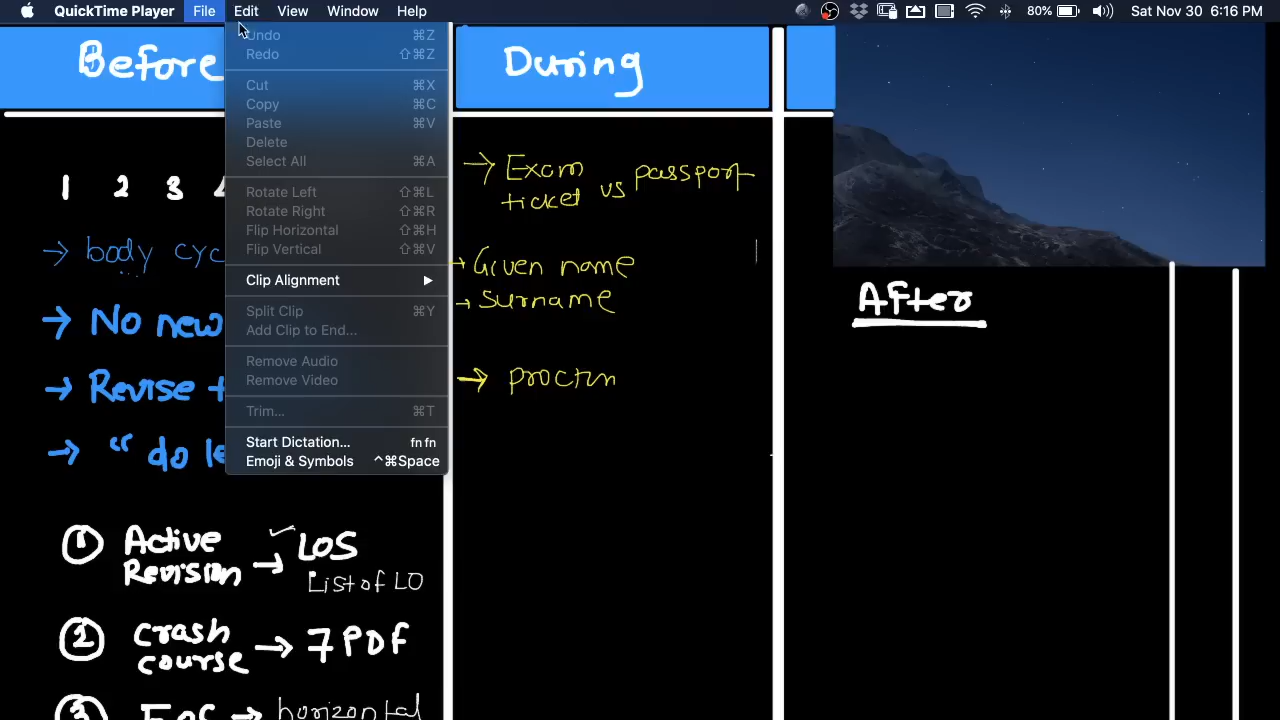 QuickTime Player File Edit View Window Help 80% Sat Nov 30 6:16 PM
Undo ⌘Z
Redo ⇧⌘Z
Cut ⌘X
Copy ⌘C
Paste ⌘V
Delete
Select All ⌘A
Rotate Left ⇧⌘L
Rotate Right ⇧⌘R
Flip Horizontal ⇧⌘H
Flip Vertical ⇧⌘V
Clip Alignment
Split Clip ⌘Y
Add Clip to End...
Remove Audio
Remove Video
Trim... ⌘T
Start Dictation... fn fn
Emoji & Symbols ^⌘Space
Before
1 2 3 4
→ body cyc
→ No new
→ Revise t
→ " do le
① Active Revision → LOS
List of LO
② crash course → 7 PDF
③ EOC → horizontal
During
→ Exam ticket vs passport
→ Given name
→ Surname
→ proctm
After